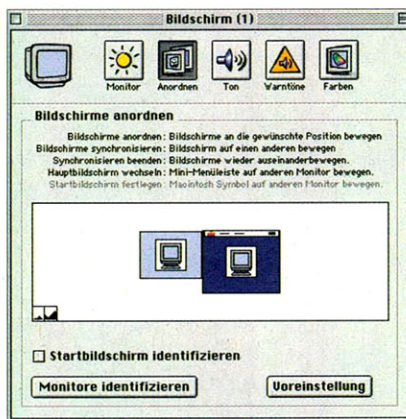 Bildschirm (1)
Monitor
Anordnen
Ton
Warntöne
Farben
Bildschirme anordnen
Bildschirme anordnen: Bildschirme an die gewünschte Position bewegen
Bildschirme synchronisieren: Bildschirm auf einen anderen bewegen
Synchronisieren beenden: Bildschirme wieder auseinanderbewegen.
Hauptbildschirm wechseln: Mini-Menüleiste auf anderen Monitor bewegen.
Startbildschirm festlegen: Macintosh Symbol auf anderen Monitor bewegen.
Startbildschirm identifizieren
Monitore identifizieren
Voreinstellung